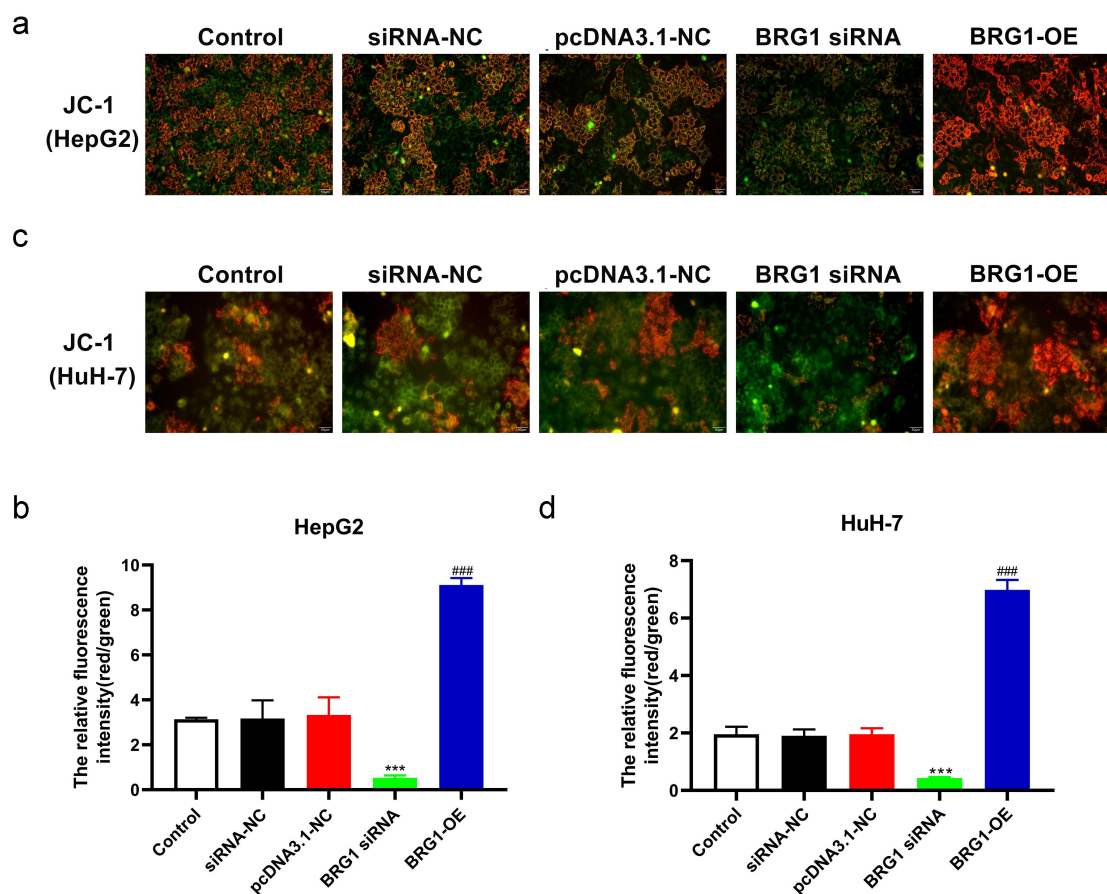 a
Control siRNA-NC pcDNA3.1-NC BRG1 siRNA BRG1-OE
JC-1
(HepG2)
c
Control siRNA-NC pcDNA3.1-NC BRG1 siRNA BRG1-OE
JC-1
(HuH-7)
b
HepG2
The relative fluorescence
intensity(red/green)
10
8
6
4
2
0
***
###
Control
siRNA-NC
pcDNA3.1-NC
BRG1 siRNA
BRG1-OE
d
HuH-7
The relative fluorescence
intensity(red/green)
8
6
4
2
0
***
###
Control
siRNA-NC
pcDNA3.1-NC
BRG1 siRNA
BRG1-OE